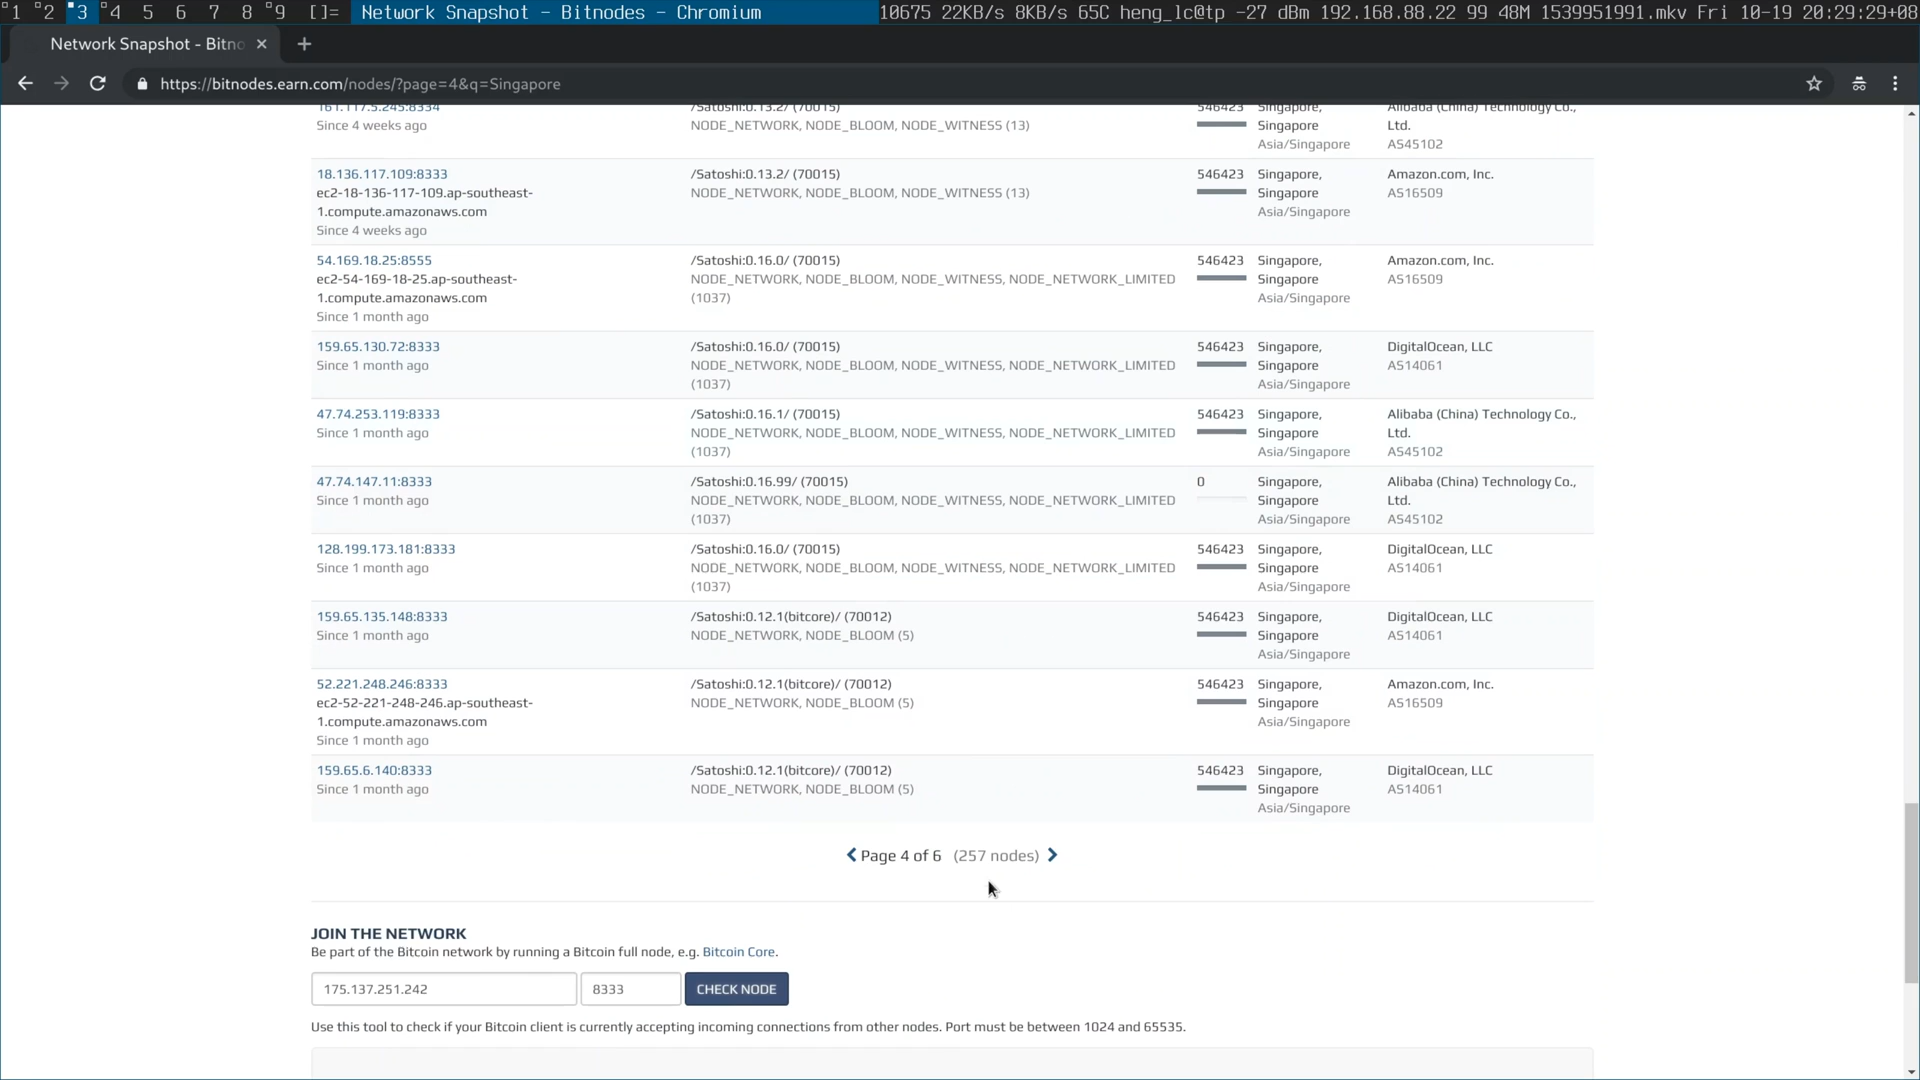 1 2 3 4 5 6 7 8 9 []= Network Snapshot - Bitnodes - Chromium 10675 22KB/s 8KB/s 65C heng_lc@tp -27 dBm 192.168.88.22 99 48M 1539951991.mkv Fri 10-19 20:29:29+08
Network Snapshot - Bitno
https://bitnodes.earn.com/nodes/?page=4&q=Singapore
161.117.5.245:8334 /Satoshi:0.13.2/ (70015) 546423 Singapore, Alibaba (China) Technology Co.,
Since 4 weeks ago NODE_NETWORK, NODE_BLOOM, NODE_WITNESS (13) Singapore Ltd.
Asia/Singapore AS45102
18.136.117.109:8333 /Satoshi:0.13.2/ (70015) 546423 Singapore, Amazon.com, Inc.
ec2-18-136-117-109.ap-southeast- NODE_NETWORK, NODE_BLOOM, NODE_WITNESS (13) Singapore AS16509
1.compute.amazonaws.com Asia/Singapore
Since 4 weeks ago
54.169.18.25:8555 /Satoshi:0.16.0/ (70015) 546423 Singapore, Amazon.com, Inc.
ec2-54-169-18-25.ap-southeast- NODE_NETWORK, NODE_BLOOM, NODE_WITNESS, NODE_NETWORK_LIMITED Singapore AS16509
1.compute.amazonaws.com (1037) Asia/Singapore
Since 1 month ago
159.65.130.72:8333 /Satoshi:0.16.0/ (70015) 546423 Singapore, DigitalOcean, LLC
Since 1 month ago NODE_NETWORK, NODE_BLOOM, NODE_WITNESS, NODE_NETWORK_LIMITED Singapore AS14061
(1037) Asia/Singapore
47.74.253.119:8333 /Satoshi:0.16.1/ (70015) 546423 Singapore, Alibaba (China) Technology Co.,
Since 1 month ago NODE_NETWORK, NODE_BLOOM, NODE_WITNESS, NODE_NETWORK_LIMITED Singapore Ltd.
(1037) Asia/Singapore AS45102
47.74.147.11:8333 /Satoshi:0.16.99/ (70015) 0 Singapore, Alibaba (China) Technology Co.,
Since 1 month ago NODE_NETWORK, NODE_BLOOM, NODE_WITNESS, NODE_NETWORK_LIMITED Singapore Ltd.
(1037) Asia/Singapore AS45102
128.199.173.181:8333 /Satoshi:0.16.0/ (70015) 546423 Singapore, DigitalOcean, LLC
Since 1 month ago NODE_NETWORK, NODE_BLOOM, NODE_WITNESS, NODE_NETWORK_LIMITED Singapore AS14061
(1037) Asia/Singapore
159.65.135.148:8333 /Satoshi:0.12.1(bitcore)/ (70012) 546423 Singapore, DigitalOcean, LLC
Since 1 month ago NODE_NETWORK, NODE_BLOOM (5) Singapore AS14061
Asia/Singapore
52.221.248.246:8333 /Satoshi:0.12.1(bitcore)/ (70012) 546423 Singapore, Amazon.com, Inc.
ec2-52-221-248-246.ap-southeast- NODE_NETWORK, NODE_BLOOM (5) Singapore AS16509
1.compute.amazonaws.com Asia/Singapore
Since 1 month ago
159.65.6.140:8333 /Satoshi:0.12.1(bitcore)/ (70012) 546423 Singapore, DigitalOcean, LLC
Since 1 month ago NODE_NETWORK, NODE_BLOOM (5) Singapore AS14061
Asia/Singapore
Page 4 of 6 (257 nodes)
JOIN THE NETWORK
Be part of the Bitcoin network by running a Bitcoin full node, e.g. Bitcoin Core.
175.137.251.242 8333 CHECK NODE
Use this tool to check if your Bitcoin client is currently accepting incoming connections from other nodes. Port must be between 1024 and 65535.